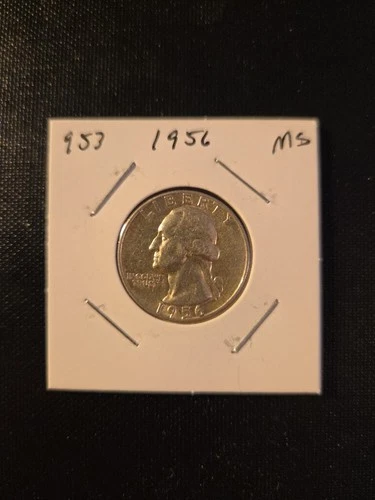 953 1956 MS
LIBERTY
IN GOD WE
TRUST
1956